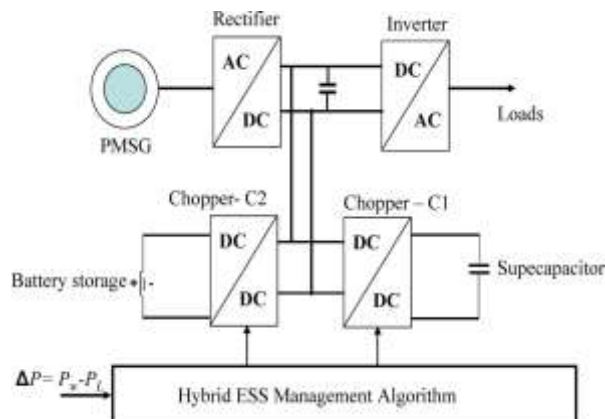 Rectifier
Inverter
AC
DC
DC
AC
PMSG
Loads
Chopper- C2
Chopper – C1
DC
DC
DC
DC
Battery storage + -
Supecapacitor
ΔP= Pw-PL
Hybrid ESS Management Algorithm